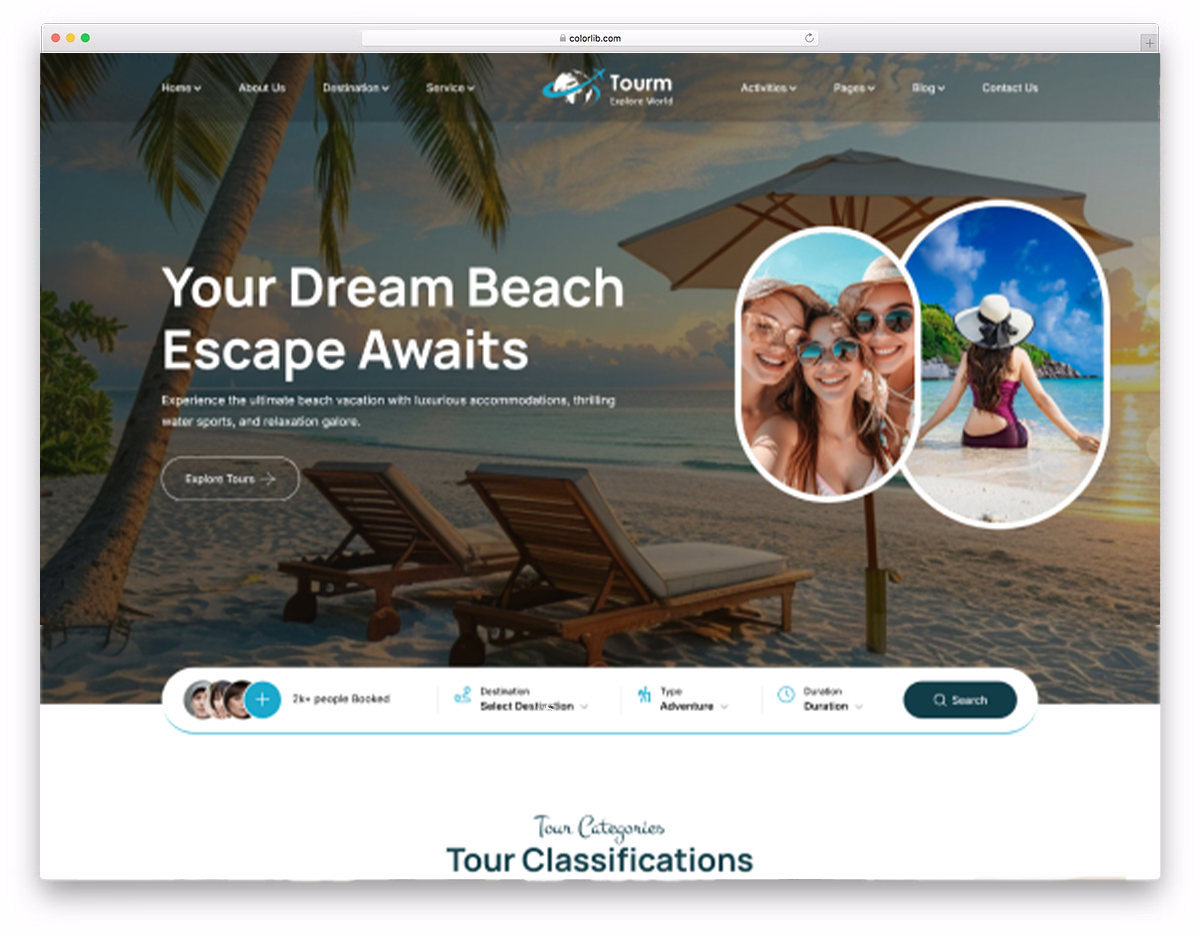 colorlib.com
Home
About Us
Destination
Service
Tourm
Explore World
Activities
Pages
Blog
Contact Us
Your Dream Beach
Escape Awaits
Experience the ultimate beach vacation with luxurious accommodations, thrilling
water sports, and relaxation galore.
Explore Tours
2k+ people Booked
Destination
Select Destination
Type
Adventure
Duration
Duration
Search
Tour Categories
Tour Classifications